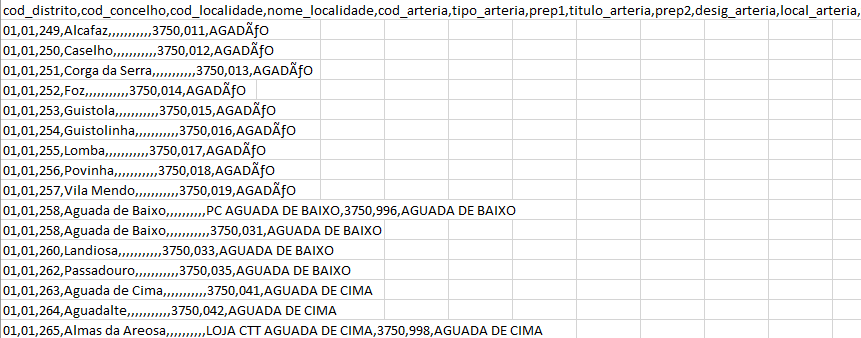 cod_distrito,cod_concelho,cod_localidade,nome_localidade,cod_arteria,tipo_arteria,prep1,titulo_arteria,prep2,desig_arteria,local_arteria,
01,01,249,Alcafaz,,,,,,,,,,,3750,011,AGADÃƒO
01,01,250,Caselho,,,,,,,,,,,3750,012,AGADÃƒO
01,01,251,Corga da Serra,,,,,,,,,,,3750,013,AGADÃƒO
01,01,252,Foz,,,,,,,,,,,3750,014,AGADÃƒO
01,01,253,Guistola,,,,,,,,,,,3750,015,AGADÃƒO
01,01,254,Guistolinha,,,,,,,,,,,3750,016,AGADÃƒO
01,01,255,Lomba,,,,,,,,,,,3750,017,AGADÃƒO
01,01,256,Povinha,,,,,,,,,,,3750,018,AGADÃƒO
01,01,257,Vila Mendo,,,,,,,,,,,3750,019,AGADÃƒO
01,01,258,Aguada de Baixo,,,,,,,,,,PC AGUADA DE BAIXO,3750,996,AGUADA DE BAIXO
01,01,258,Aguada de Baixo,,,,,,,,,,,3750,031,AGUADA DE BAIXO
01,01,260,Landiosa,,,,,,,,,,,3750,033,AGUADA DE BAIXO
01,01,262,Passadouro,,,,,,,,,,,3750,035,AGUADA DE BAIXO
01,01,263,Aguada de Cima,,,,,,,,,,,3750,041,AGUADA DE CIMA
01,01,264,Aguadalte,,,,,,,,,,,3750,042,AGUADA DE CIMA
01,01,265,Almas da Areosa,,,,,,,,,,LOJA CTT AGUADA DE CIMA,3750,998,AGUADA DE CIMA